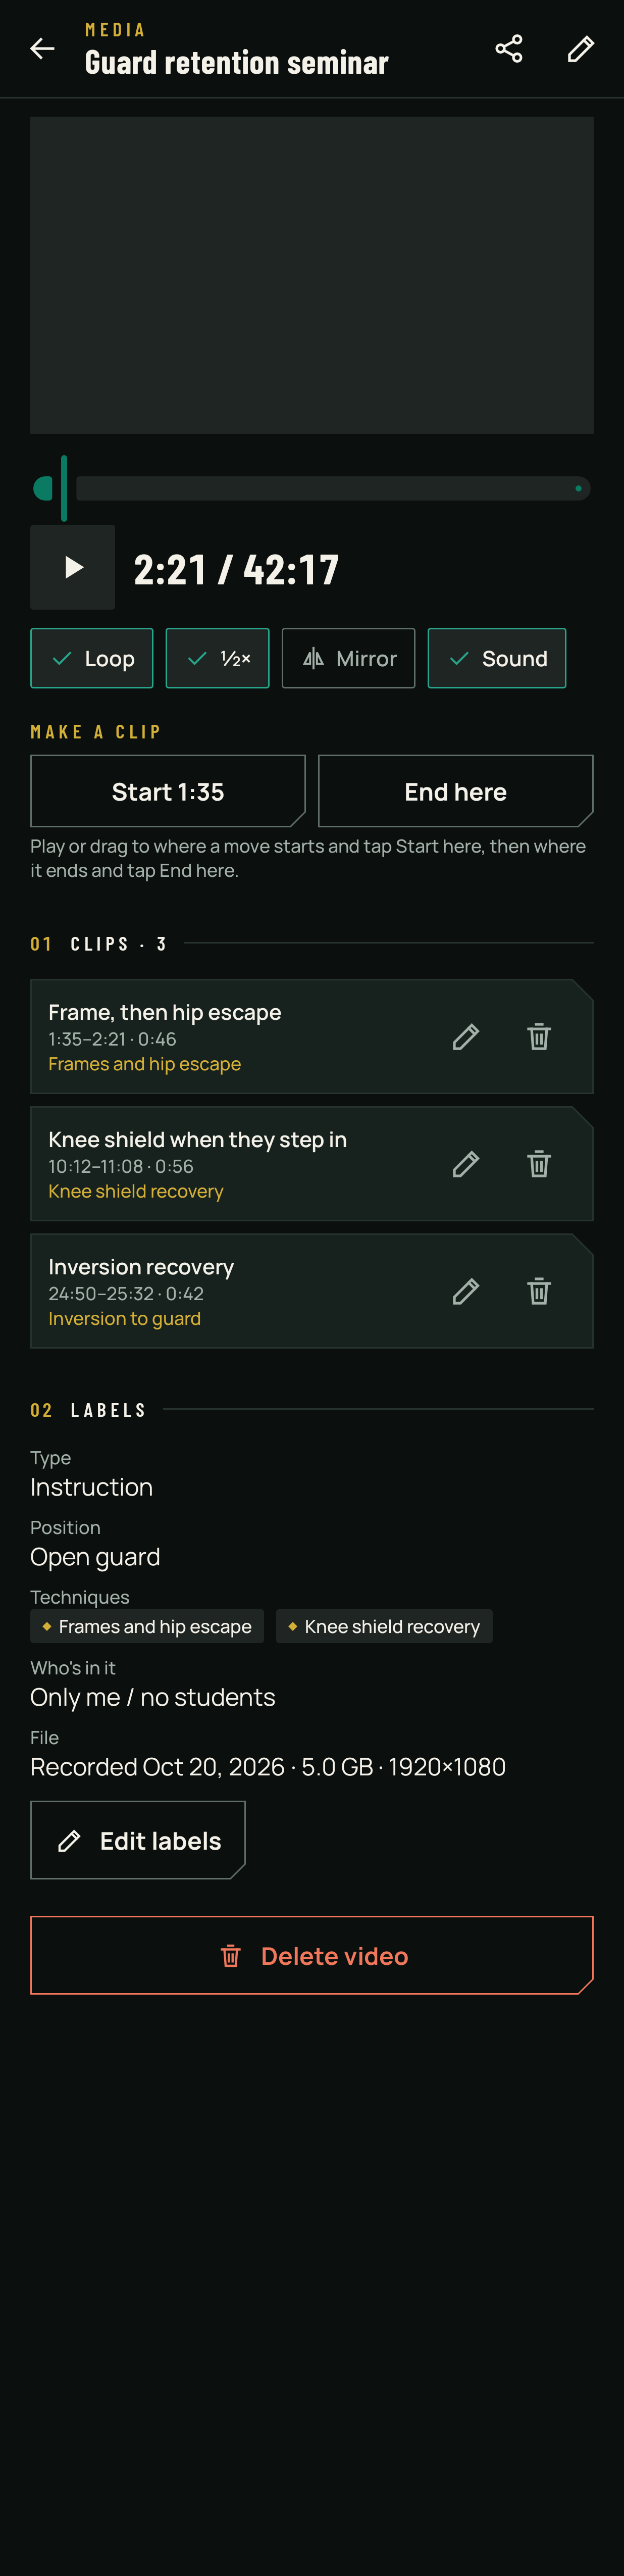 MEDIA
Guard retention seminar
2:21 / 42:17
Loop
½×
Mirror
Sound
MAKE A CLIP
Start 1:35
End here
Play or drag to where a move starts and tap Start here, then where
it ends and tap End here.
01 CLIPS · 3
Frame, then hip escape
1:35–2:21 · 0:46
Frames and hip escape
Knee shield when they step in
10:12–11:08 · 0:56
Knee shield recovery
Inversion recovery
24:50–25:32 · 0:42
Inversion to guard
02 LABELS
Type
Instruction
Position
Open guard
Techniques
Frames and hip escape
Knee shield recovery
Who's in it
Only me / no students
File
Recorded Oct 20, 2026 · 5.0 GB · 1920×1080
Edit labels
Delete video